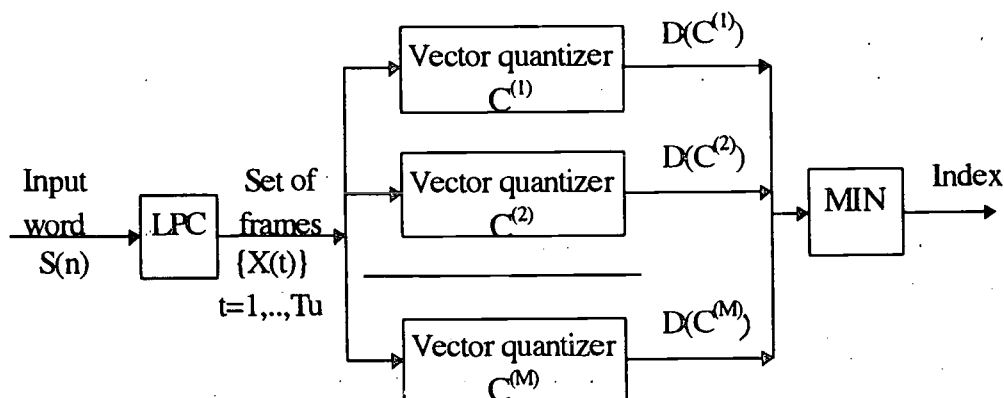 Input
word
S(n)
LPC
Set of
frames
{X(t)}
t=1,..,Tu
Vector quantizer
C(1)
D(C(1))
Vector quantizer
C(2)
D(C(2))
Vector quantizer
C(M)
D(C(M))
MIN
Index